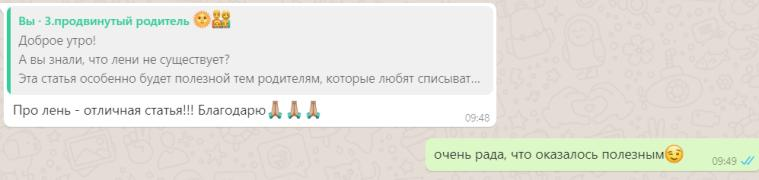 Вы · 3.продвинутый родитель 🌞👨‍👩‍👧‍👦
Доброе утро!
А вы знали, что лени не существует?
Эта статья особенно будет полезной тем родителям, которые любят списыват...
Про лень - отличная статья!!! Благодарю🙏🏼🙏🏼🙏🏼
09:48
очень рада, что оказалось полезным😉
09:49